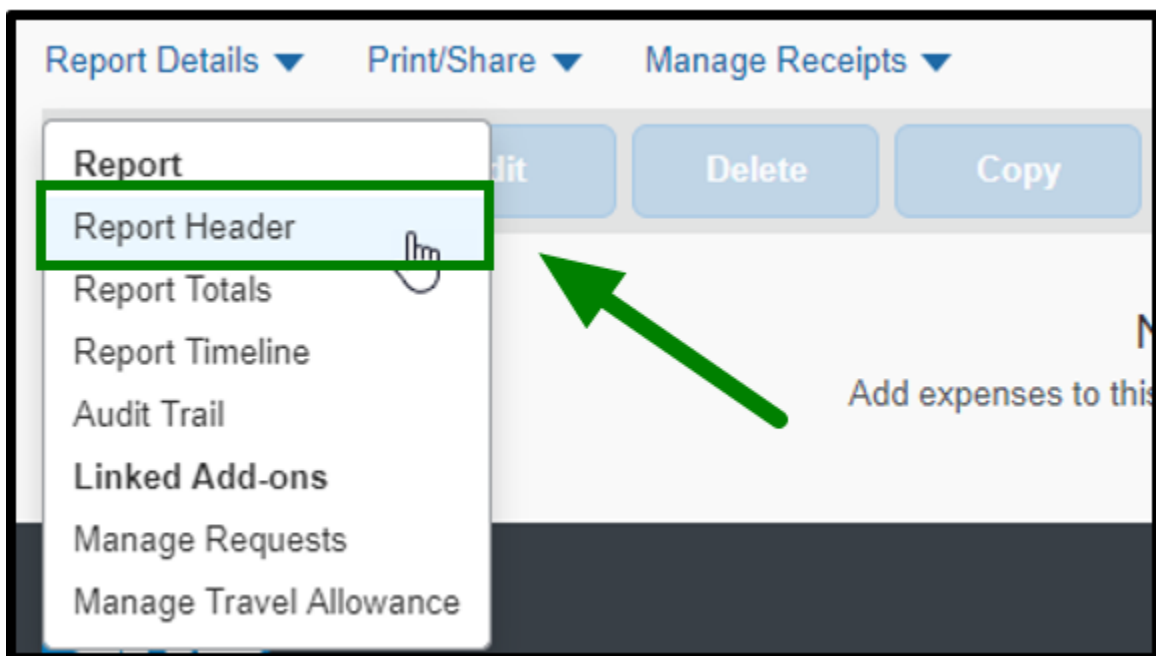 Report Details Print/Share Manage Receipts
Report
dit Delete Copy
Report Header
Report Totals
Report Timeline
Audit Trail
Linked Add-ons
Manage Requests
Manage Travel Allowance
N
Add expenses to this